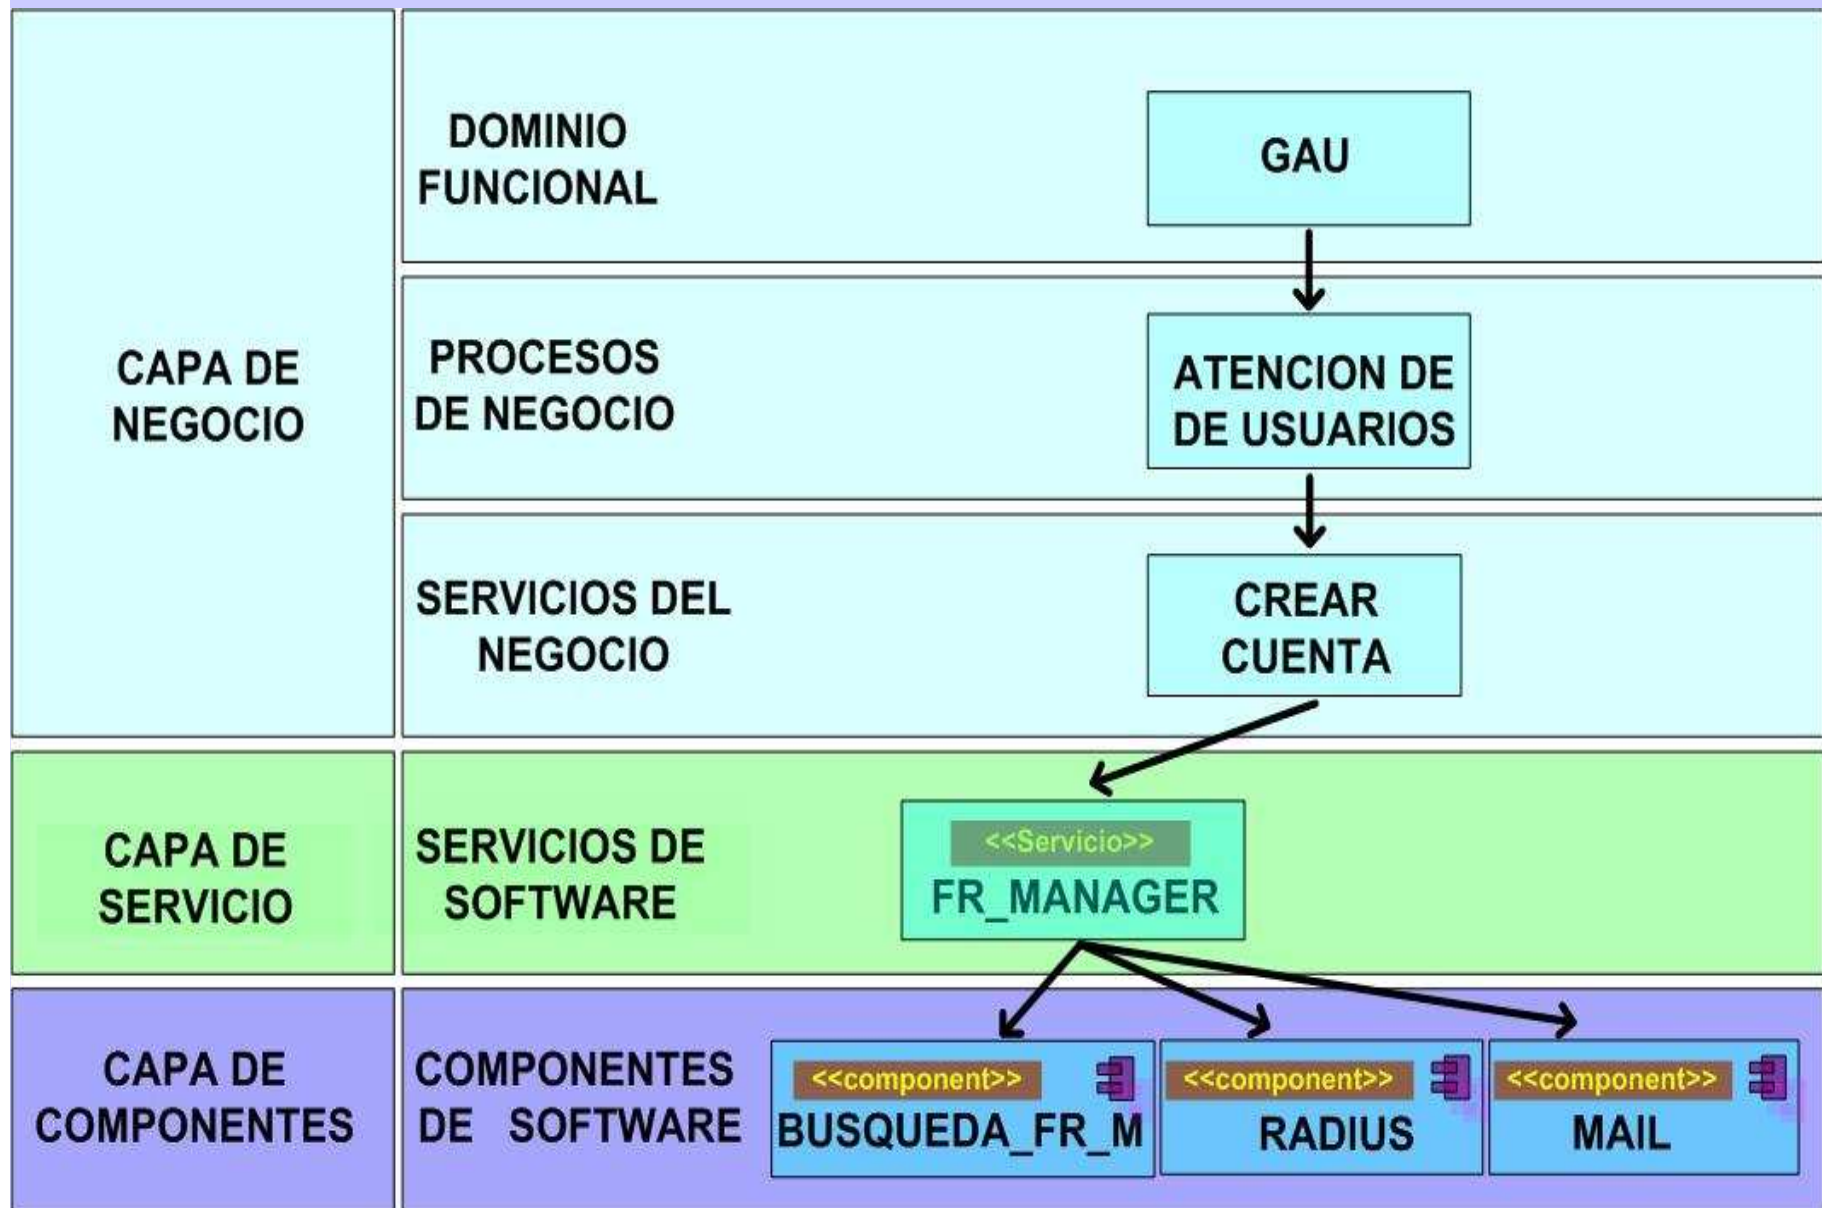 DOMINIO
FUNCIONAL
GAU
CAPA DE
NEGOCIO
PROCESOS
DE NEGOCIO
ATENCION DE
DE USUARIOS
SERVICIOS DEL
NEGOCIO
CREAR
CUENTA
CAPA DE
SERVICIO
SERVICIOS DE
SOFTWARE
<<Servicio>>
FR_MANAGER
CAPA DE
COMPONENTES
COMPONENTES
DE SOFTWARE
<<component>>
BUSQUEDA_FR_M
<<component>>
RADIUS
<<component>>
MAIL